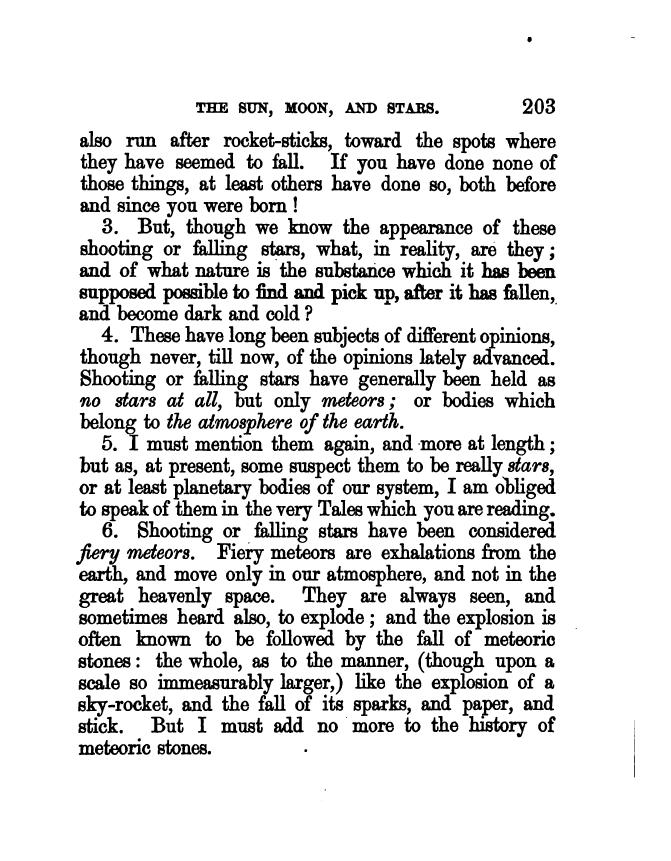 THE SUN, MOON, AND STARS. 203
also run after rocket-sticks, toward the spots where
they have seemed to fall. If you have done none of
those things, at least others have done so, both before
and since you were born !
3. But, though we know the appearance of these
shooting or falling stars, what, in reality, are they ;
and of what nature is the substance which it has been
supposed possible to find and pick up, after it has fallen,
and become dark and cold ?
4. These have long been subjects of different opinions,
though never, till now, of the opinions lately advanced.
Shooting or falling stars have generally been held as
no stars at all, but only meteors ; or bodies which
belong to the atmosphere of the earth.
5. I must mention them again, and more at length ;
but as, at present, some suspect them to be really stars,
or at least planetary bodies of our system, I am obliged
to speak of them in the very Tales which you are reading.
6. Shooting or falling stars have been considered
fiery meteors. Fiery meteors are exhalations from the
earth, and move only in our atmosphere, and not in the
great heavenly space. They are always seen, and
sometimes heard also, to explode ; and the explosion is
often known to be followed by the fall of meteoric
stones : the whole, as to the manner, (though upon a
scale so immeasurably larger,) like the explosion of a
sky-rocket, and the fall of its sparks, and paper, and
stick. But I must add no more to the history of
meteoric stones.